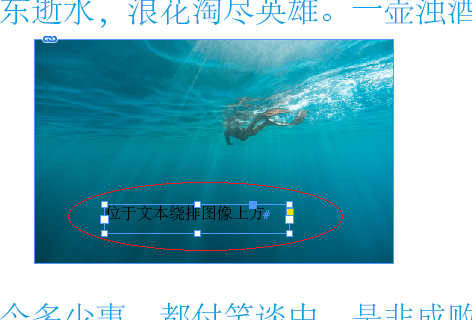 东逝水，浪花淘尽英雄。一壶浊酒
位于文本绕排图像上方#
今多少事 都付笑谈中 是非成败